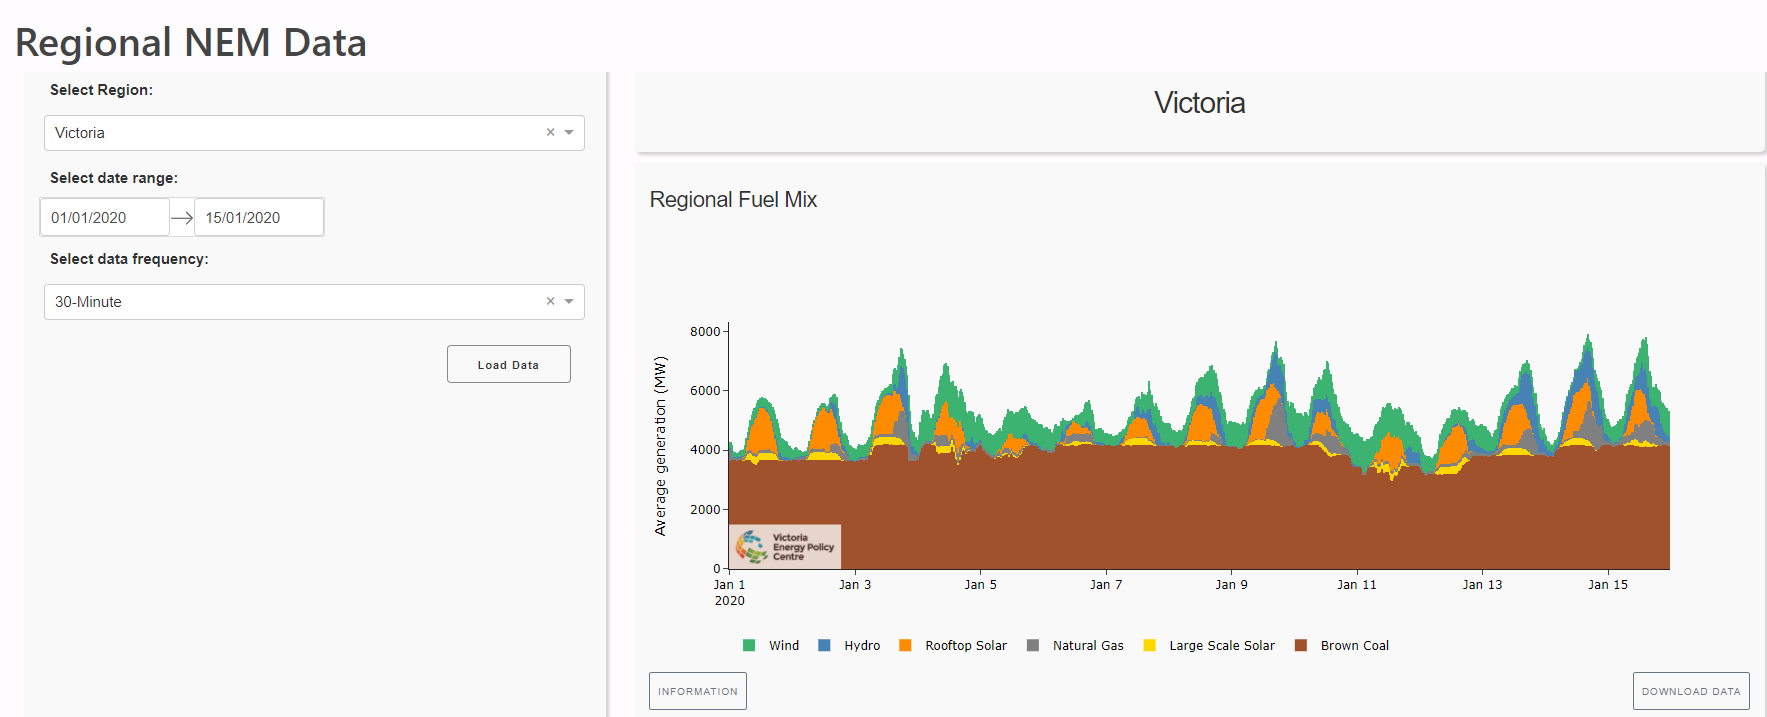 Regional NEM Data
Select Region:
Victoria
Select date range:
01/01/2020
15/01/2020
Select data frequency:
30-Minute
Load Data
Victoria
Regional Fuel Mix
Average generation (MW)
8000
6000
4000
2000
0
Victoria
Energy Policy
Centre
Jan 1
2020
Jan 3
Jan 5
Jan 7
Jan 9
Jan 11
Jan 13
Jan 15
Wind
Hydro
Rooftop Solar
Natural Gas
Large Scale Solar
Brown Coal
INFORMATION
DOWNLOAD DATA